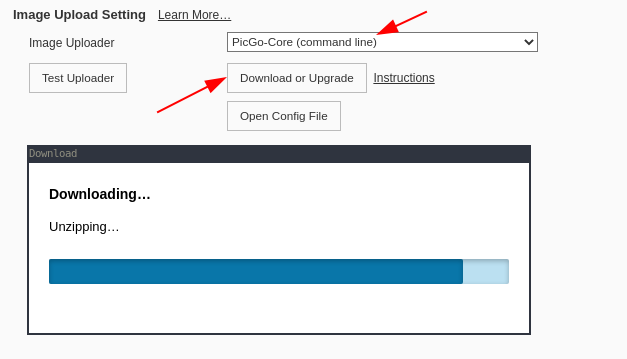 Image Upload Setting Learn More…
Image Uploader PicGo-Core (command line)
Test Uploader Download or Upgrade Instructions
Open Config File
Download
Downloading…
Unzipping…